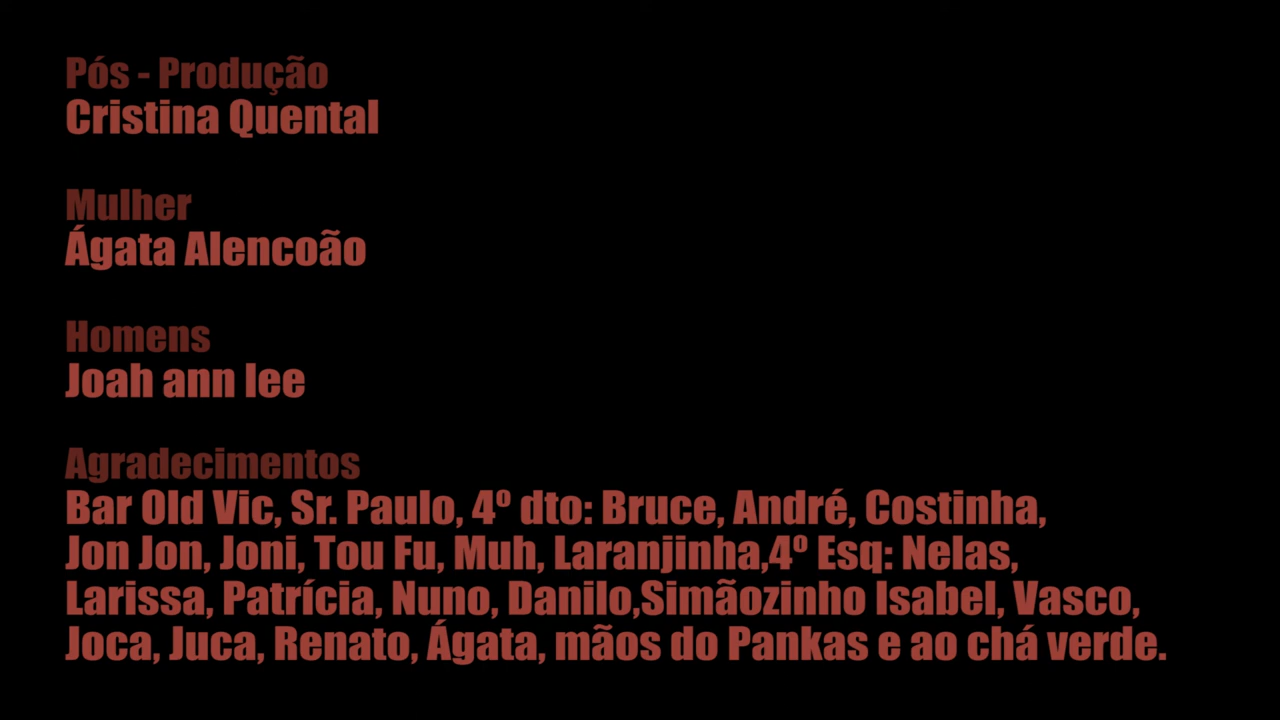 Pós - Produção
Cristina Quental
Mulher
Ágata Alencoão
Homens
Joah ann lee
Agradecimentos
Bar Old Vic, Sr. Paulo, 4º dto: Bruce, André, Costinha,
Jon Jon, Joni, Tou Fu, Muh, Laranjinha,4º Esq: Nelas,
Larissa, Patrícia, Nuno, Danilo,Simãozinho Isabel, Vasco,
Joca, Juca, Renato, Ágata, mãos do Pankas e ao chá verde.